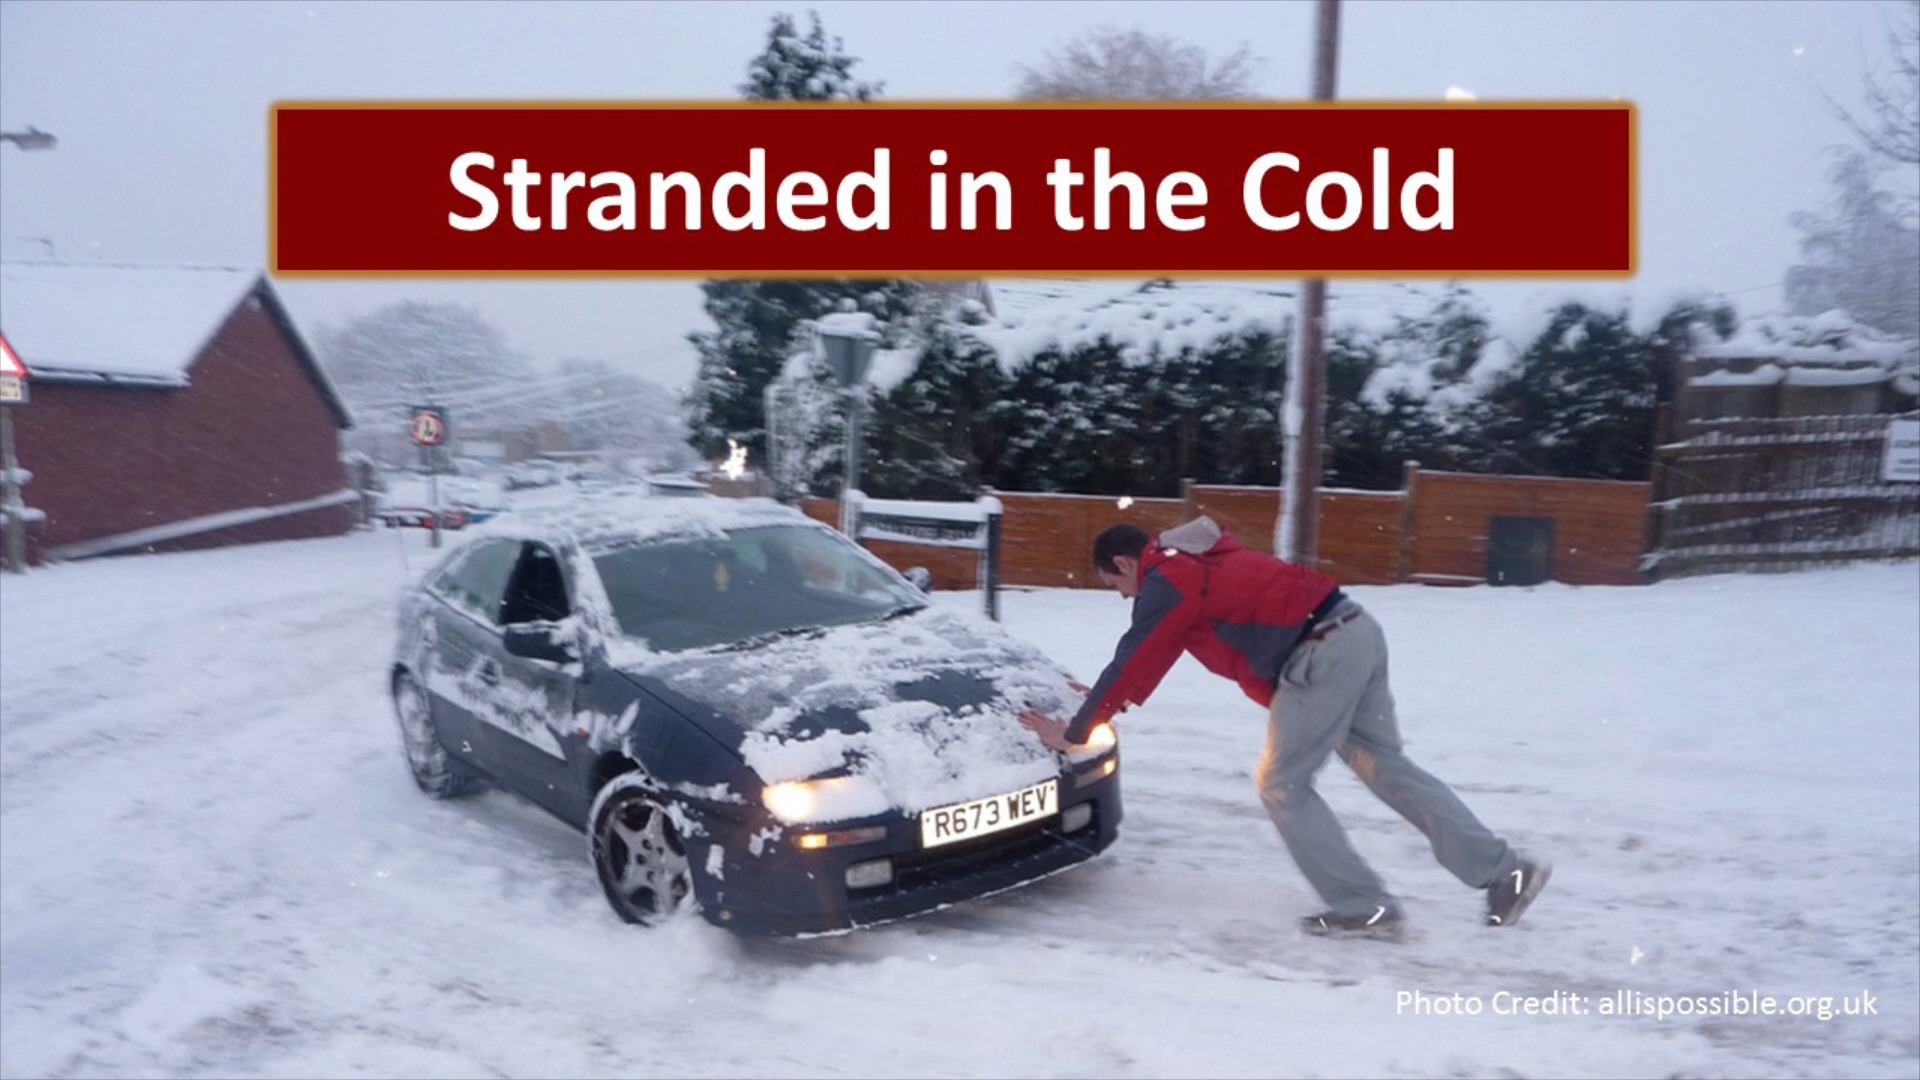 Stranded in the Cold
R673 WEV
Photo Credit: allispossible.org.uk